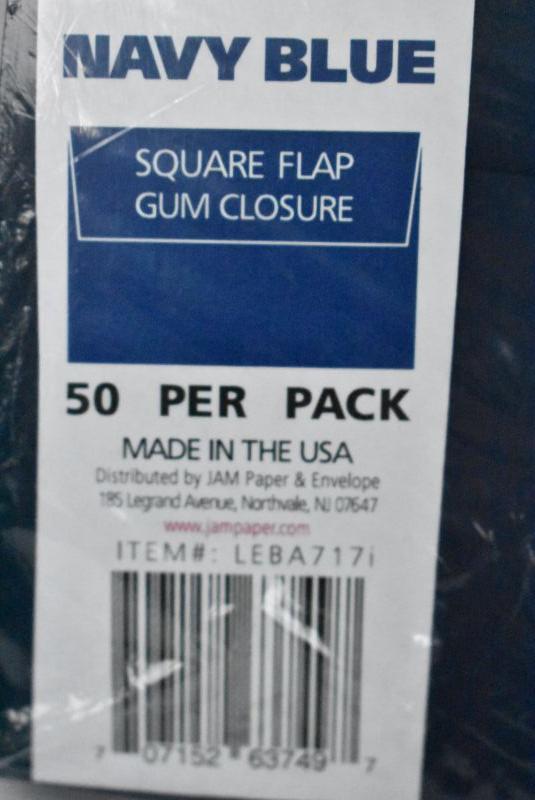 NAVY BLUE
SQUARE FLAP
GUM CLOSURE
50 PER PACK
MADE IN THE USA
Distributed by JAM Paper & Envelope
185 Legrand Avenue, Northvale, NJ 07647
www.jampaper.com
ITEM#: LEBA717i
7 07152 63749 7